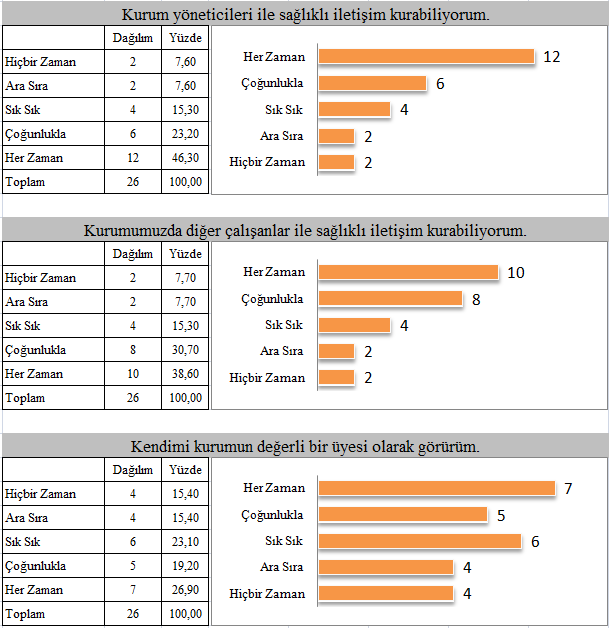 Kurum yöneticileri ile sağlıklı iletişim kurabiliyorum.
Dağılım Yüzde
Hiçbir Zaman 2 7,60
Ara Sıra 2 7,60
Sık Sık 4 15,30
Çoğunlukla 6 23,20
Her Zaman 12 46,30
Toplam 26 100,00
Her Zaman 12
Çoğunlukla 6
Sık Sık 4
Ara Sıra 2
Hiçbir Zaman 2
Kurumumuzda diğer çalışanlar ile sağlıklı iletişim kurabiliyorum.
Dağılım Yüzde
Hiçbir Zaman 2 7,70
Ara Sıra 2 7,70
Sık Sık 4 15,30
Çoğunlukla 8 30,70
Her Zaman 10 38,60
Toplam 26 100,00
Her Zaman 10
Çoğunlukla 8
Sık Sık 4
Ara Sıra 2
Hiçbir Zaman 2
Kendimi kurumun değerli bir üyesi olarak görürüm.
Dağılım Yüzde
Hiçbir Zaman 4 15,40
Ara Sıra 4 15,40
Sık Sık 6 23,10
Çoğunlukla 5 19,20
Her Zaman 7 26,90
Toplam 26 100,00
Her Zaman 7
Çoğunlukla 5
Sık Sık 6
Ara Sıra 4
Hiçbir Zaman 4